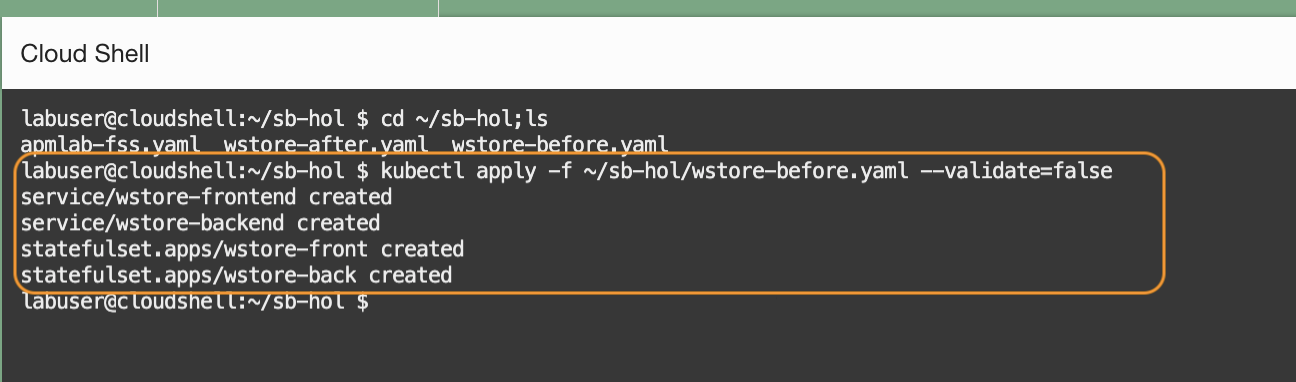 Cloud Shell
labuser@cloudshell:~/sb-hol $ cd ~/sb-hol;ls
apmlab-fss.yaml  wstore-after.yaml  wstore-before.yaml
labuser@cloudshell:~/sb-hol $ kubectl apply -f ~/sb-hol/wstore-before.yaml --validate=false
service/wstore-frontend created
service/wstore-backend created
statefulset.apps/wstore-front created
statefulset.apps/wstore-back created
labuser@cloudshell:~/sb-hol $